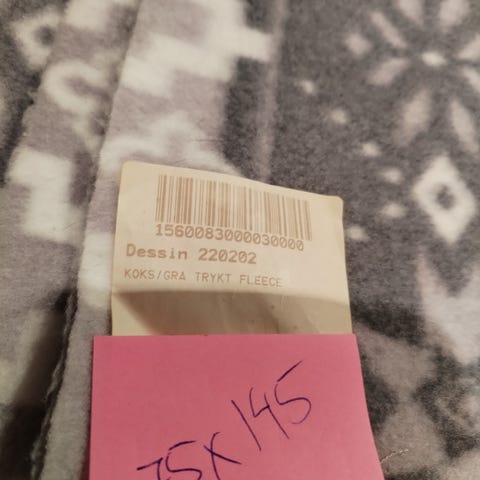 1560083000030000
Dessin 220202
KOKS/GRA TRYKT FLEECE
75X145